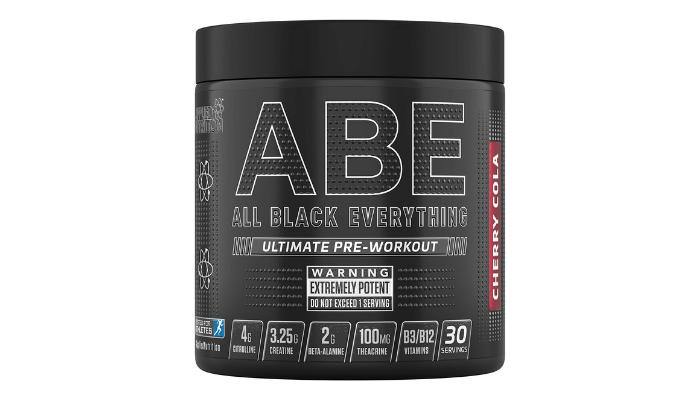 ABE
ALL BLACK EVERYTHING
ULTIMATE PRE-WORKOUT
WARNING
EXTREMELY POTENT
DO NOT EXCEED 1 SERVING
4G CITRULLINE
3.25G CREATINE
2G BETA-ALANINE
100MG THEACRINE
B3/B12 VITAMINS
30 SERVINGS
CHERRY COLA